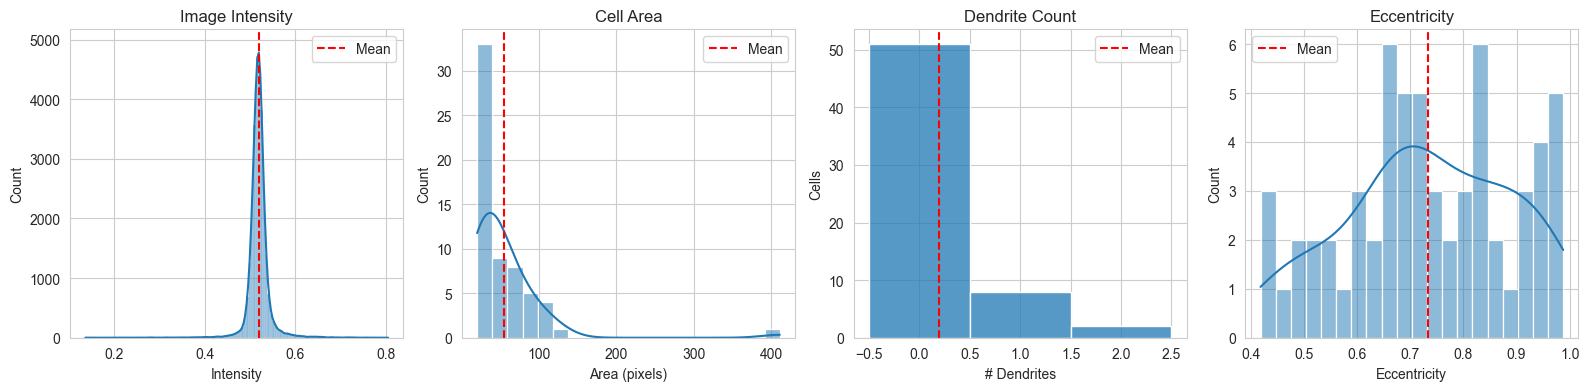 Image Intensity
Mean
5000
4000
3000
2000
1000
0
Count
0.2 0.4 0.6 0.8
Intensity
Cell Area
Mean
30
25
20
15
10
5
0
Count
100 200 300 400
Area (pixels)
Dendrite Count
Mean
50
40
30
20
10
0
Cells
−0.5 0.0 0.5 1.0 1.5 2.0 2.5
# Dendrites
Eccentricity
Mean
6
5
4
3
2
1
0
Count
0.4 0.5 0.6 0.7 0.8 0.9 1.0
Eccentricity